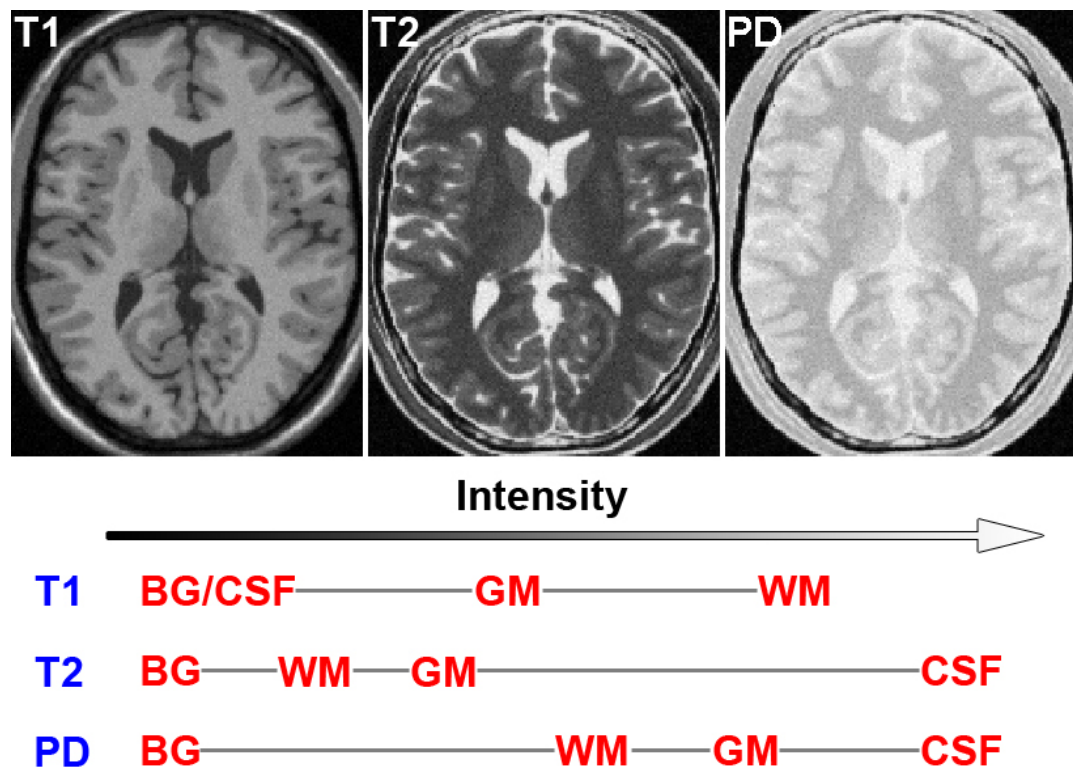 T1 T2 PD
Intensity
T1 BG/CSF GM WM
T2 BG WM GM CSF
PD BG WM GM CSF